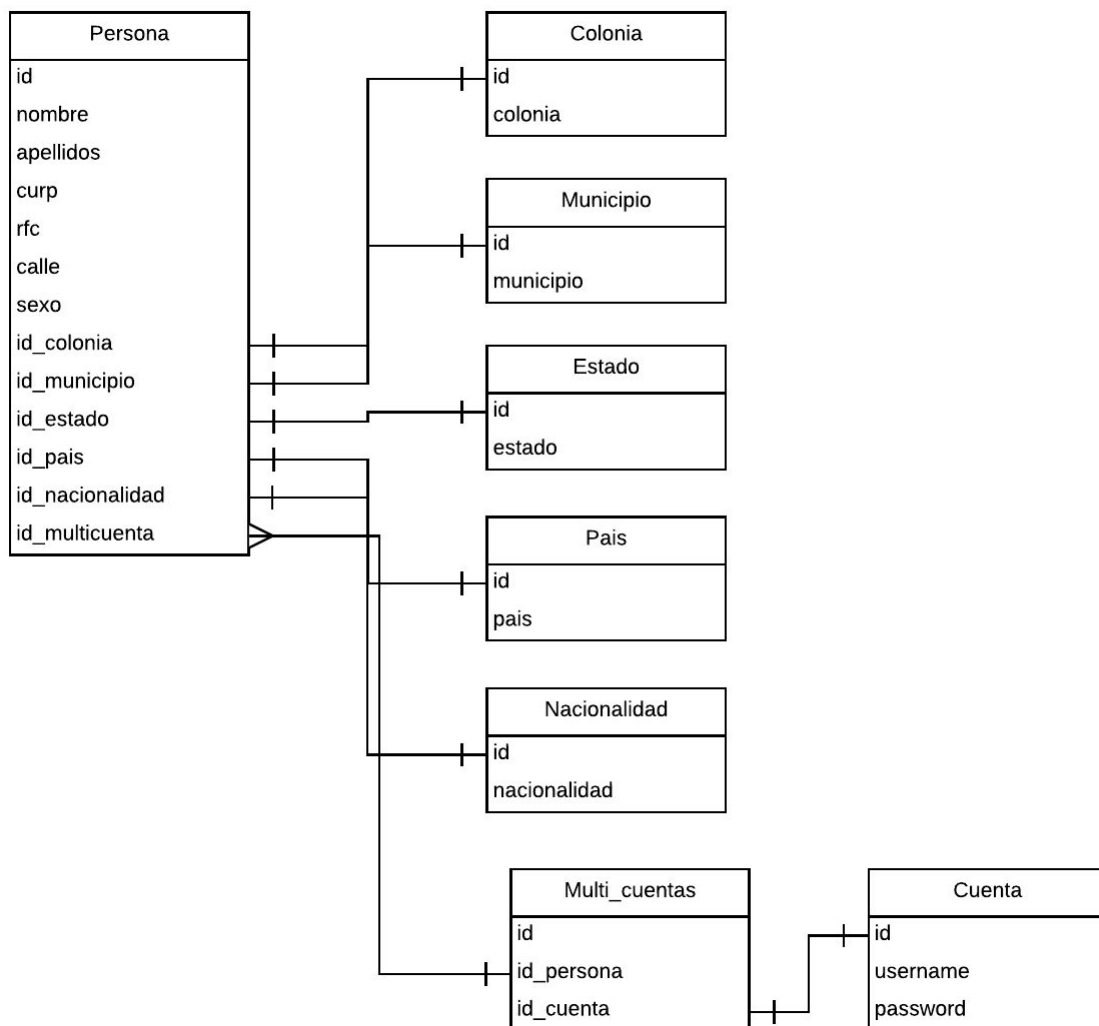 Persona
id
nombre
apellidos
curp
rfc
calle
sexo
id_colonia
id_municipio
id_estado
id_pais
id_nacionalidad
id_multicuenta
Colonia
id
colonia
Municipio
id
municipio
Estado
id
estado
Pais
id
pais
Nacionalidad
id
nacionalidad
Multi_cuentas
id
id_persona
id_cuenta
Cuenta
id
username
password